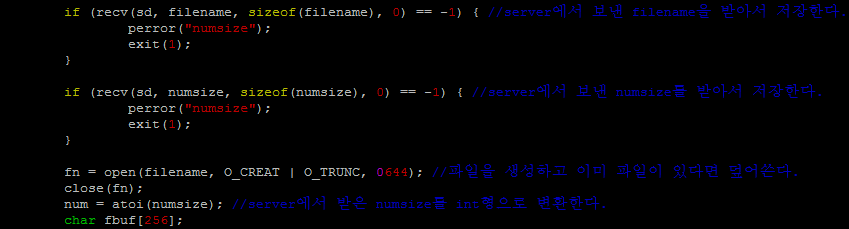 if (recv(sd, filename, sizeof(filename), 0) == -1) { //server에서 보낸 filename을 받아서 저장한다.
perror("numsize");
exit(1);
}
if (recv(sd, numsize, sizeof(numsize), 0) == -1) { //server에서 보낸 numsize를 받아서 저장한다.
perror("numsize");
exit(1);
}
fn = open(filename, O_CREAT | O_TRUNC, 0644); //파일을 생성하고 이미 파일이 있다면 덮어쓴다.
close(fn);
num = atoi(numsize); //server에서 받은 numsize를 int형으로 변환한다.
char fbuf[256];